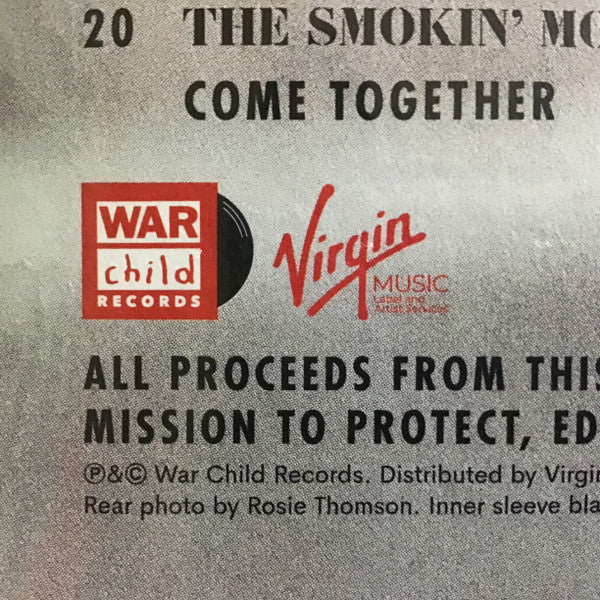 20 THE SMOKIN' MO
COME TOGETHER
WAR
child
RECORDS
Virgin
MUSIC
Label and
Artist Services
ALL PROCEEDS FROM THIS
MISSION TO PROTECT, ED
℗&© War Child Records. Distributed by Virgi
Rear photo by Rosie Thomson. Inner sleeve bla